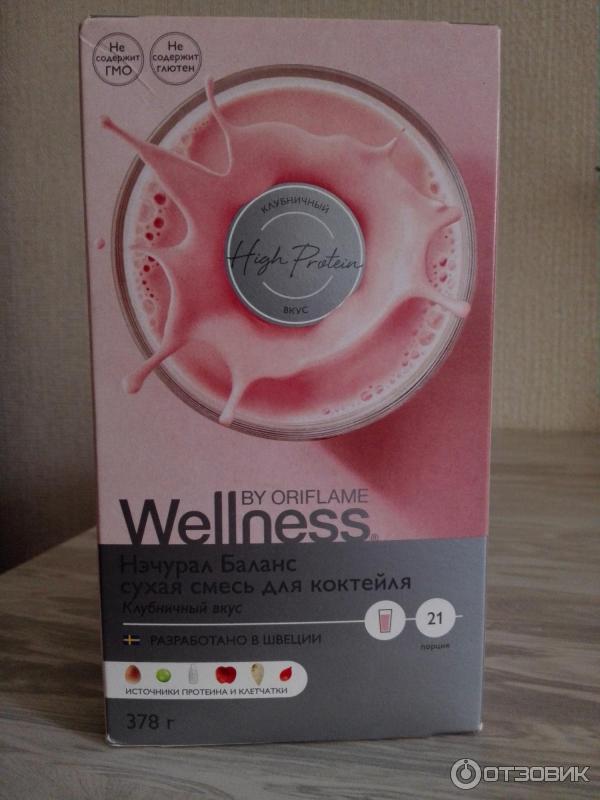 Не
содержит
ГМО
Не
содержит
глютен
КЛУБНИЧНЫЙ
High Protein
ВКУС
BY ORIFLAME
Wellness®
Нэчурал Баланс
сухая смесь для коктейля
Клубничный вкус
21
порция
РАЗРАБОТАНО В ШВЕЦИИ
ИСТОЧНИКИ ПРОТЕИНА И КЛЕТЧАТКИ
378 г
ОТЗОВИК